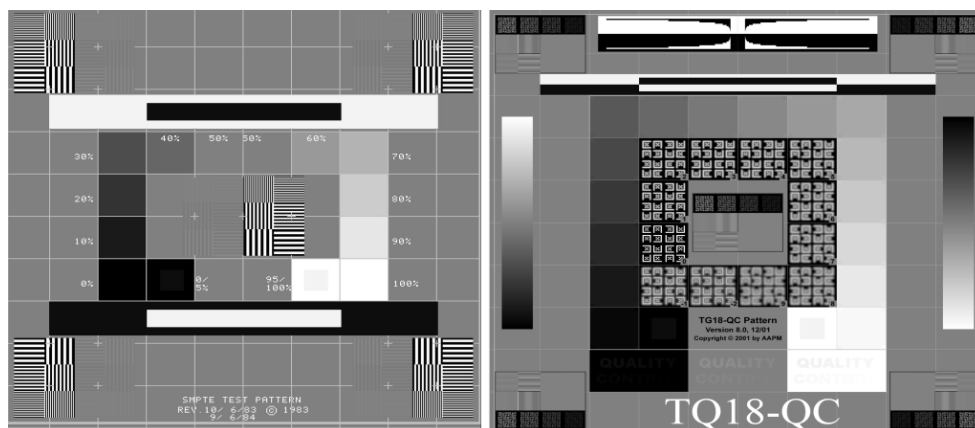 40% 50% 50% 60%
30% 70%
20% 80%
10% 90%
0% 0/ 95/ 100%
5% 100%
SMPTE TEST PATTERN
REV.10/ 6/83 © 1983
9/ 6/84
TG18-QC Pattern
Version 8.0, 12/01
Copyright © 2001 by AAPM
QUALITY QUALITY QUALITY
CONTROL CONTROL CONTROL
TQ18-QC